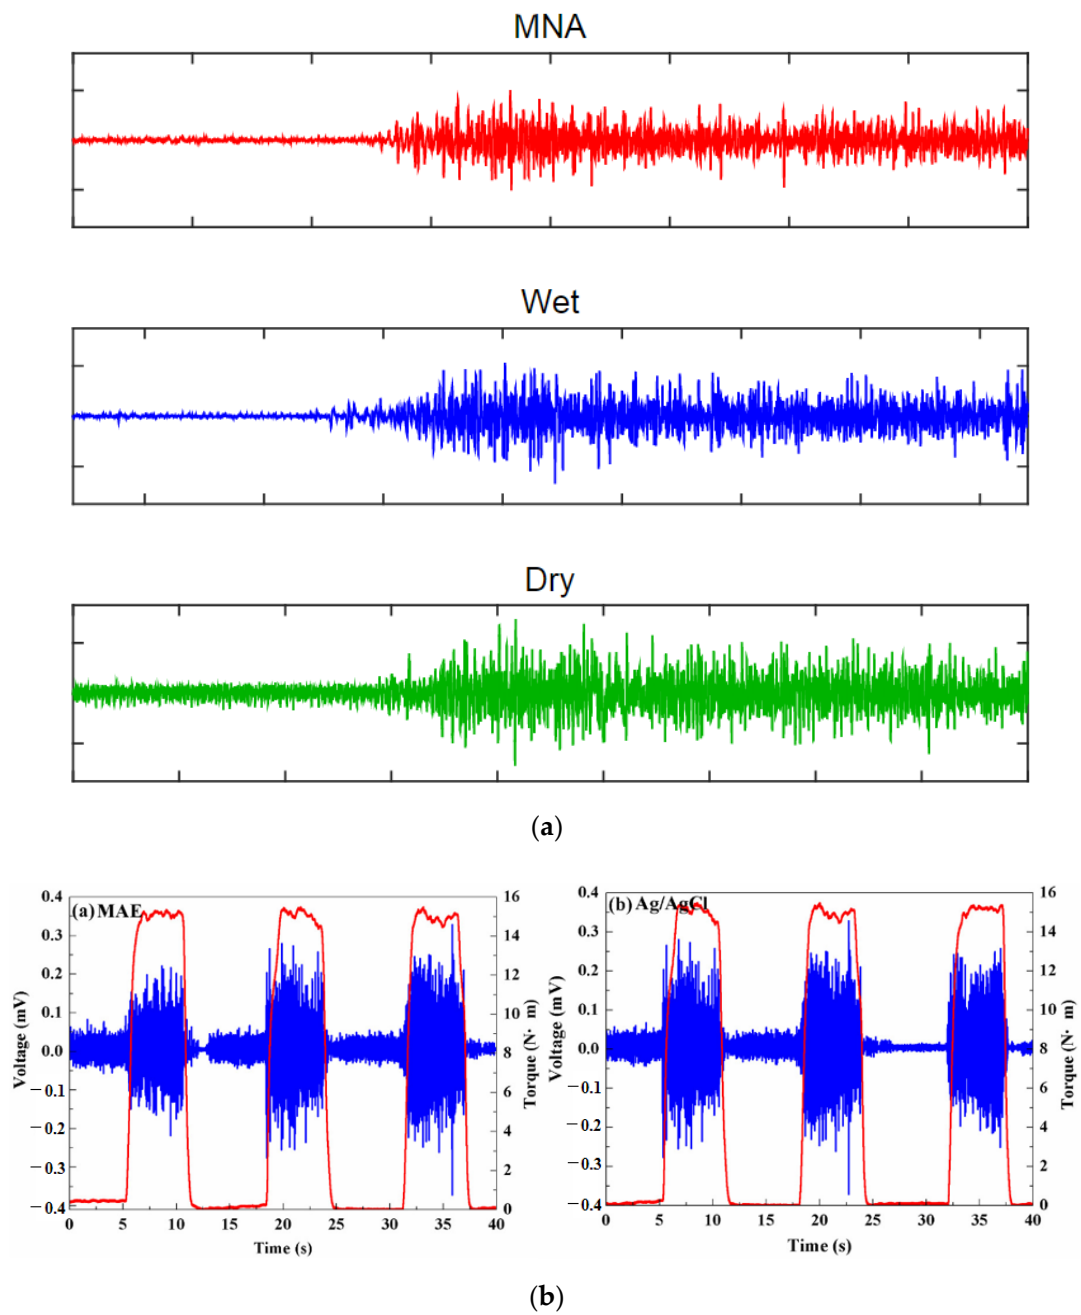 MNA
Wet
Dry
(a)
(a) MAE
0.4
0.3
0.2
0.1
0.0
−0.1
−0.2
−0.3
−0.4
Voltage (mV)
16
14
12
10
8
6
4
2
0
Torque (N· m)
0 5 10 15 20 25 30 35 40
Time (s)
(b) Ag/AgCl
0.4
0.3
0.2
0.1
0.0
−0.1
−0.2
−0.3
−0.4
Voltage (mV)
16
14
12
10
8
6
4
2
0
Torque (N· m)
0 5 10 15 20 25 30 35 40
Time (s)
(b)